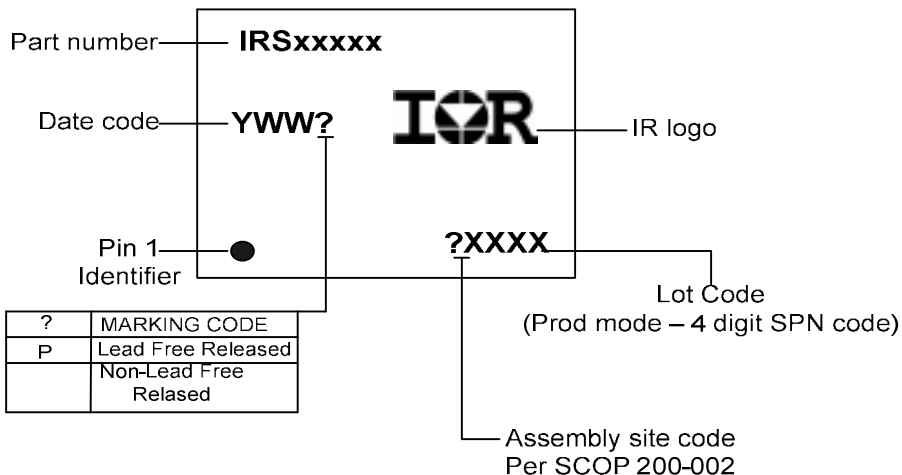 Part number
IRSxxxxx
Date code
YWW?
IOR
IR logo
Pin 1
Identifier
?XXXX
Lot Code
(Prod mode – 4 digit SPN code)
? MARKING CODE
P Lead Free Released
Non-Lead Free
Relased
Assembly site code
Per SCOP 200-002